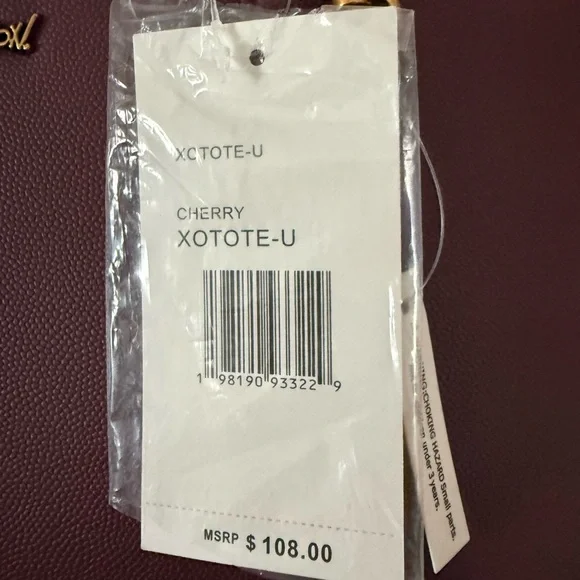 XOTOTE-U
CHERRY
XOTOTE-U
1 98190 93322 9
MSRP $ 108.00
CHOKING HAZARD Small parts.
under 3 years.